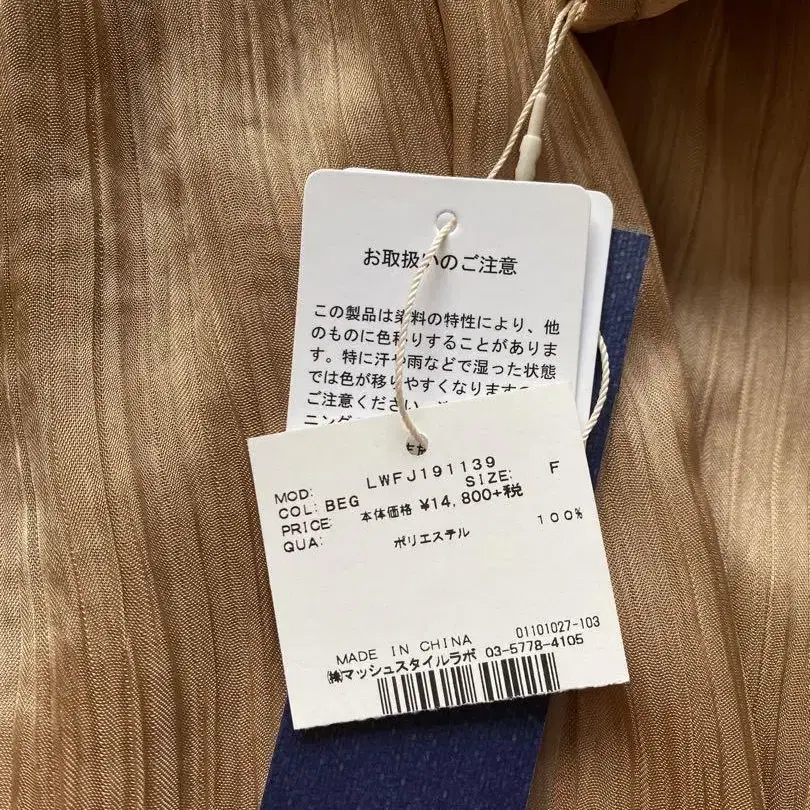 お取扱いのご注意
この製品は染料の特性により、他
のものに色移りすることがありま
す。特に汗や雨などで湿った状態
では色が移りやすくなりますので
ご注意ください。
ニング
MOD: LWFJ191139
COL: BEG SIZE: F
PRICE: 本体価格 ¥14,800+税
QUA: ポリエステル 100%
01101027-103
MADE IN CHINA
㈱マッシュスタイルラボ 03-5778-4105